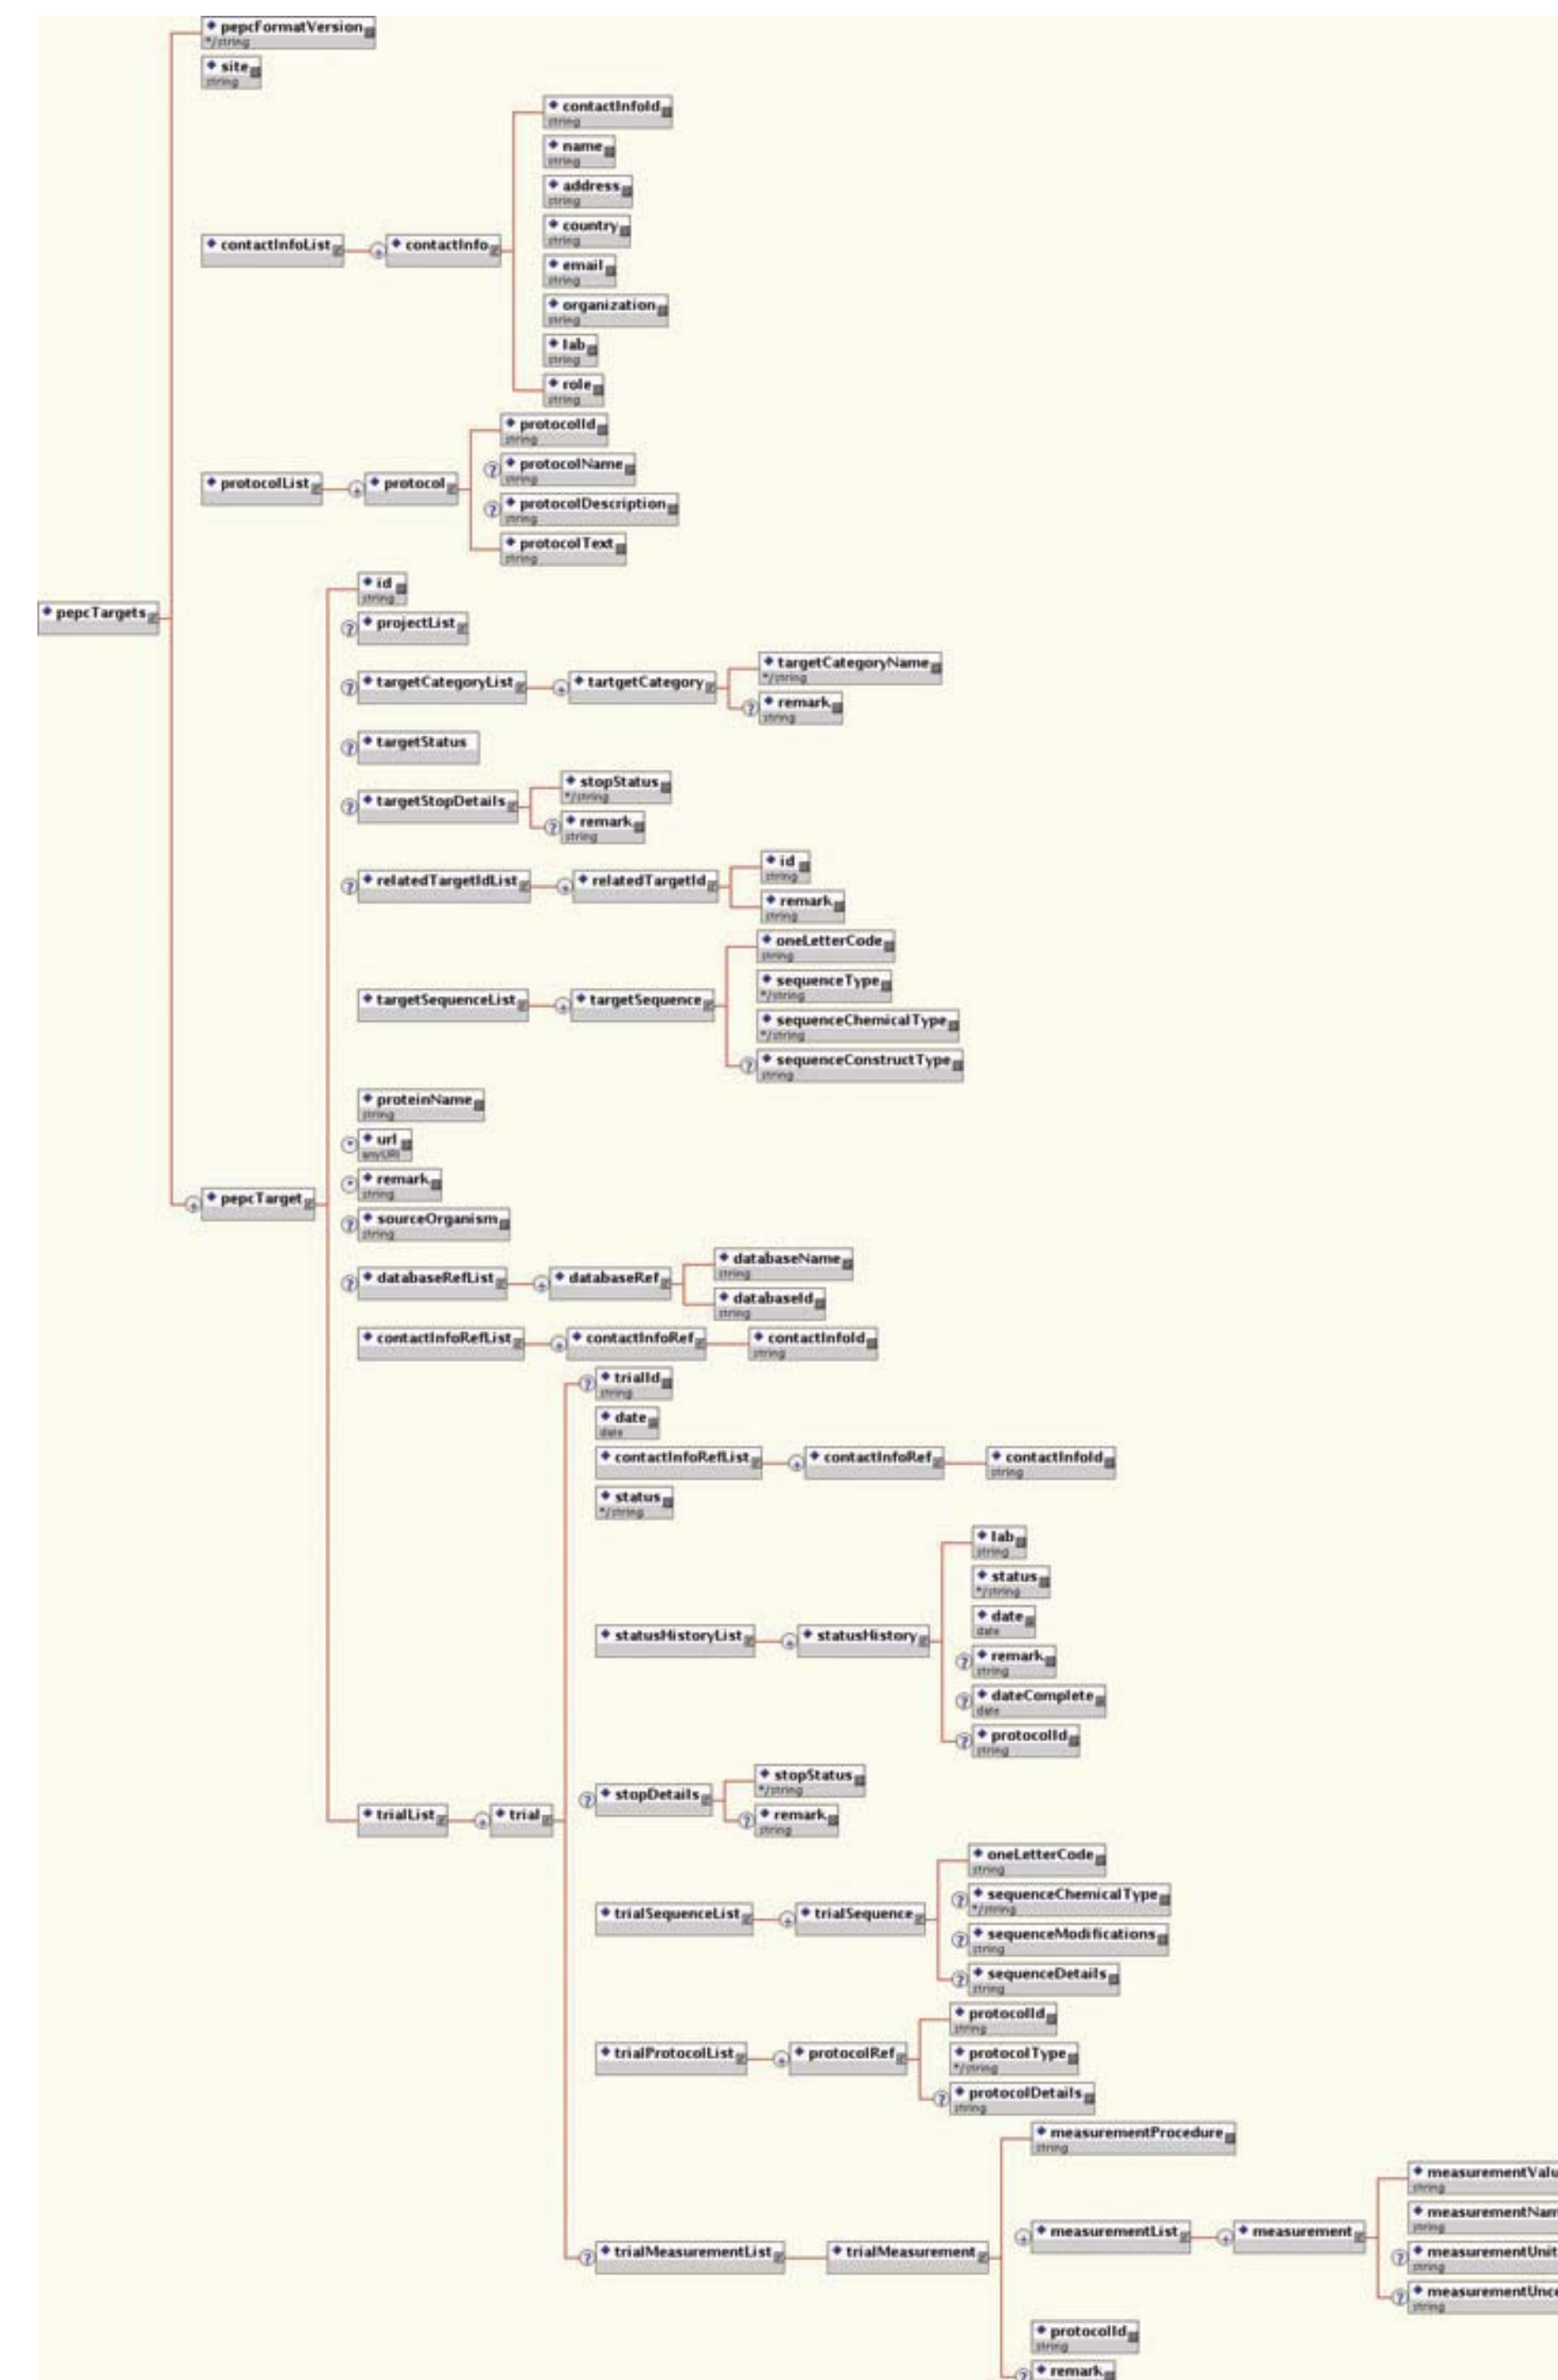 pepcFormatVersion
*/string
site
string
contactInfoId
string
name
string
address
string
contactInfoList
contactInfo
country
string
email
string
organization
string
lab
string
role
string
protocolId
string
protocolList
protocol
? protocolName
string
? protocolDescription
string
protocolText
string
pepcTargets
id
string
? projectList
? targetCategoryList
tartgetCategory
targetCategoryName
*/string
? remark
string
? targetStatus
? targetStopDetails
stopStatus
*/string
? remark
string
? relatedTargetIdList
relatedTargetId
id
string
remark
string
targetSequenceList
targetSequence
oneLetterCode
string
sequenceType
*/string
sequenceChemicalType
*/string
? sequenceConstructType
string
proteinName
string
* url
anyURI
pepcTarget
* remark
string
? sourceOrganism
string
? databaseRefList
databaseRef
databaseName
string
databaseId
string
contactInfoRefList
contactInfoRef
contactInfoId
string
? trialId
string
date
date
contactInfoRefList
contactInfoRef
contactInfoId
string
status
*/string
statusHistoryList
statusHistory
lab
string
status
*/string
date
date
? remark
string
? dateComplete
date
? protocolId
string
trialList
trial
? stopDetails
stopStatus
*/string
? remark
string
trialSequenceList
trialSequence
oneLetterCode
string
? sequenceChemicalType
*/string
? sequenceModifications
string
? sequenceDetails
string
trialProtocolList
protocolRef
protocolId
string
protocolType
*/string
? protocolDetails
string
? trialMeasurementList
trialMeasurement
measurementProcedure
string
measurementList
measurement
measurementValu
string
measurementNam
string
? measurementUnit
string
? measurementUnce
string
protocolId
string
? remark